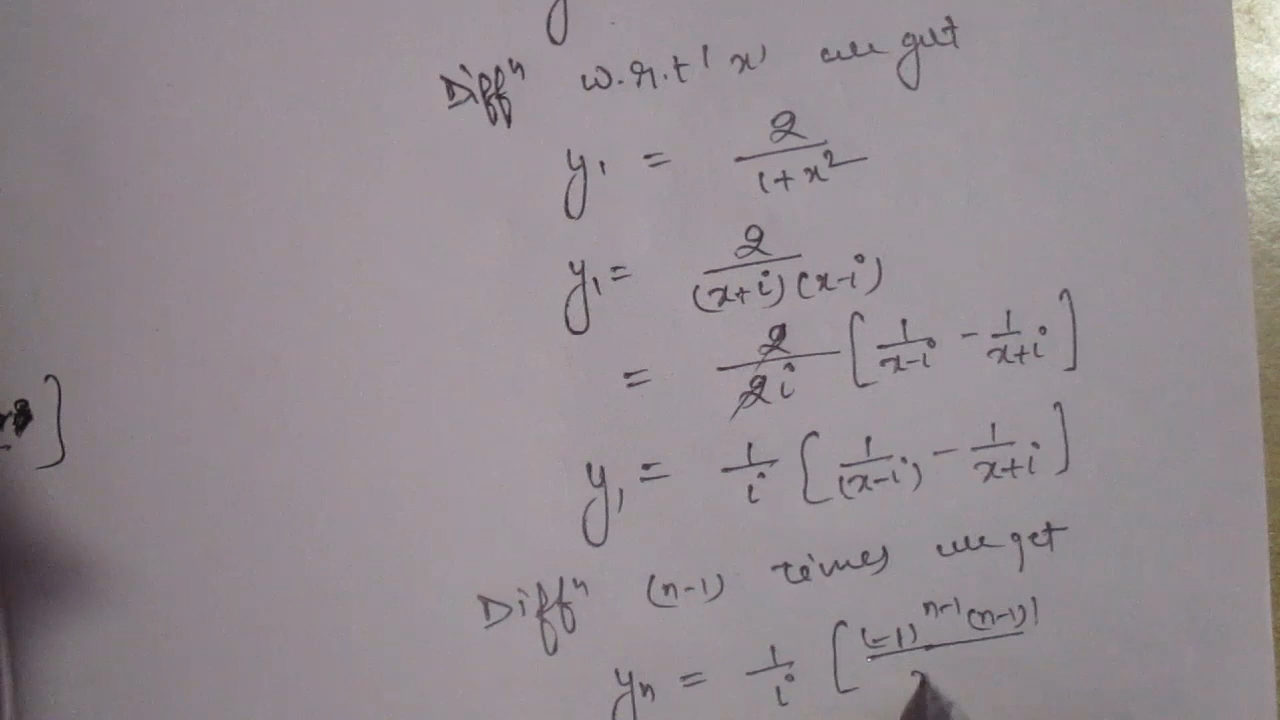 y
Diffⁿ w.r.t 'x' we get
y₁ = 2/(1+x²)
y₁ = 2/((x+i)(x-i))
= 2/2i [1/(x-i) - 1/(x+i)]
y₁ = 1/i [1/(x-i) - 1/(x+i)]
Diffⁿ (n-1) times we get
yₙ = 1/i [(-1)ⁿ⁻¹(n-1)!